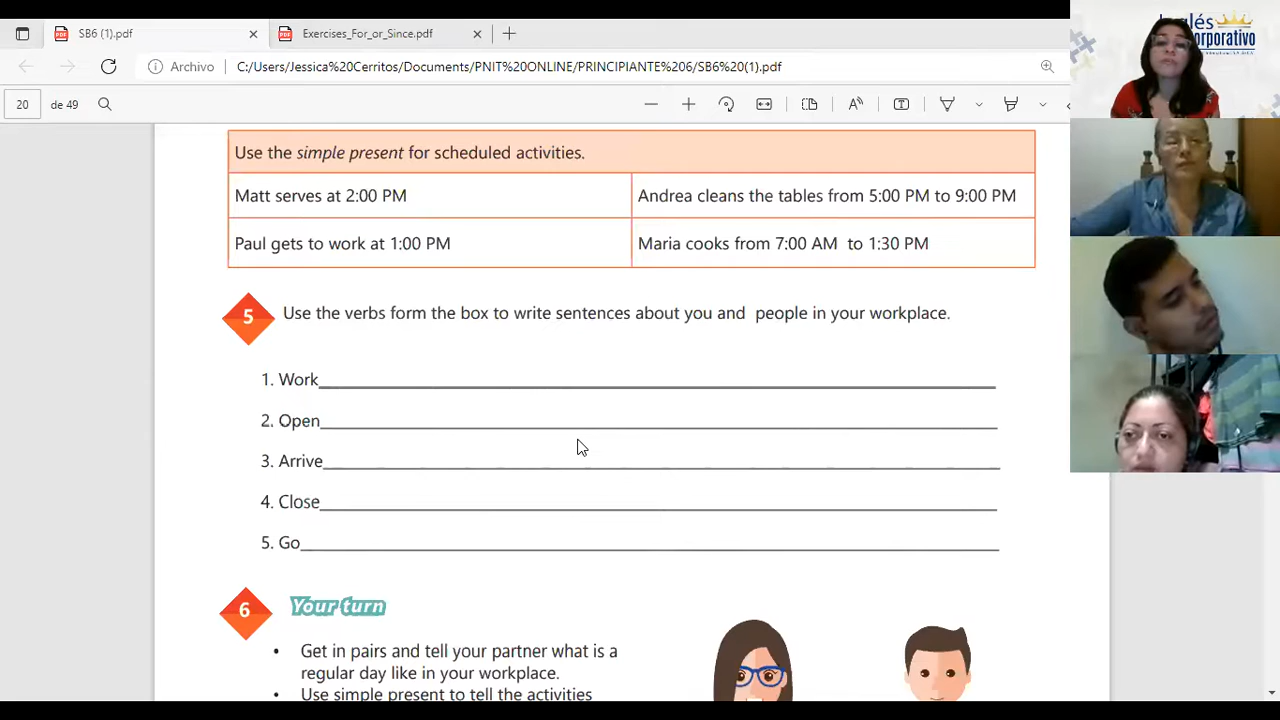 SB6 (1).pdf
Exercises_For_or_Since.pdf
Archivo
C:/Users/Jessica%20Cerritos/Documents/PNIT%20ONLINE/PRINCIPIANTE%206/SB6%20(1).pdf
20 de 49
Use the simple present for scheduled activities.
Matt serves at 2:00 PM
Andrea cleans the tables from 5:00 PM to 9:00 PM
Paul gets to work at 1:00 PM
Maria cooks from 7:00 AM to 1:30 PM
5 Use the verbs form the box to write sentences about you and people in your workplace.
1. Work
2. Open
3. Arrive
4. Close
5. Go
6 Your turn
• Get in pairs and tell your partner what is a
regular day like in your workplace.
• Use simple present to tell the activities